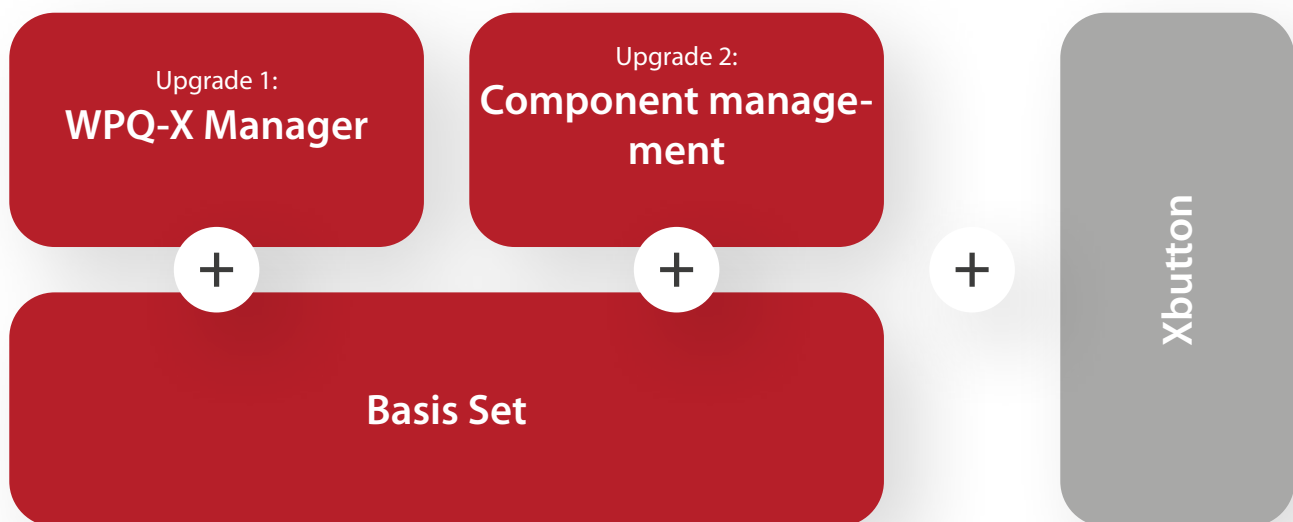 Upgrade 1:
WPQ-X Manager
Upgrade 2:
Component manage-
ment
+
+
+
Basis Set
Xbutton